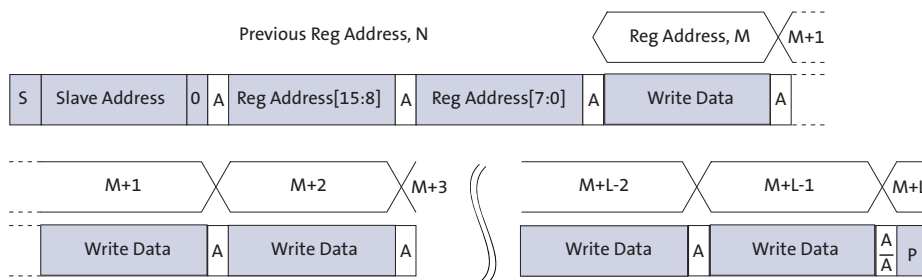 Previous Reg Address, N Reg Address, M M+1
S Slave Address 0 A Reg Address[15:8] A Reg Address[7:0] A Write Data A
M+1 M+2 M+3 M+L-2 M+L-1 M+L
Write Data A Write Data A Write Data A Write Data A/A̅ P